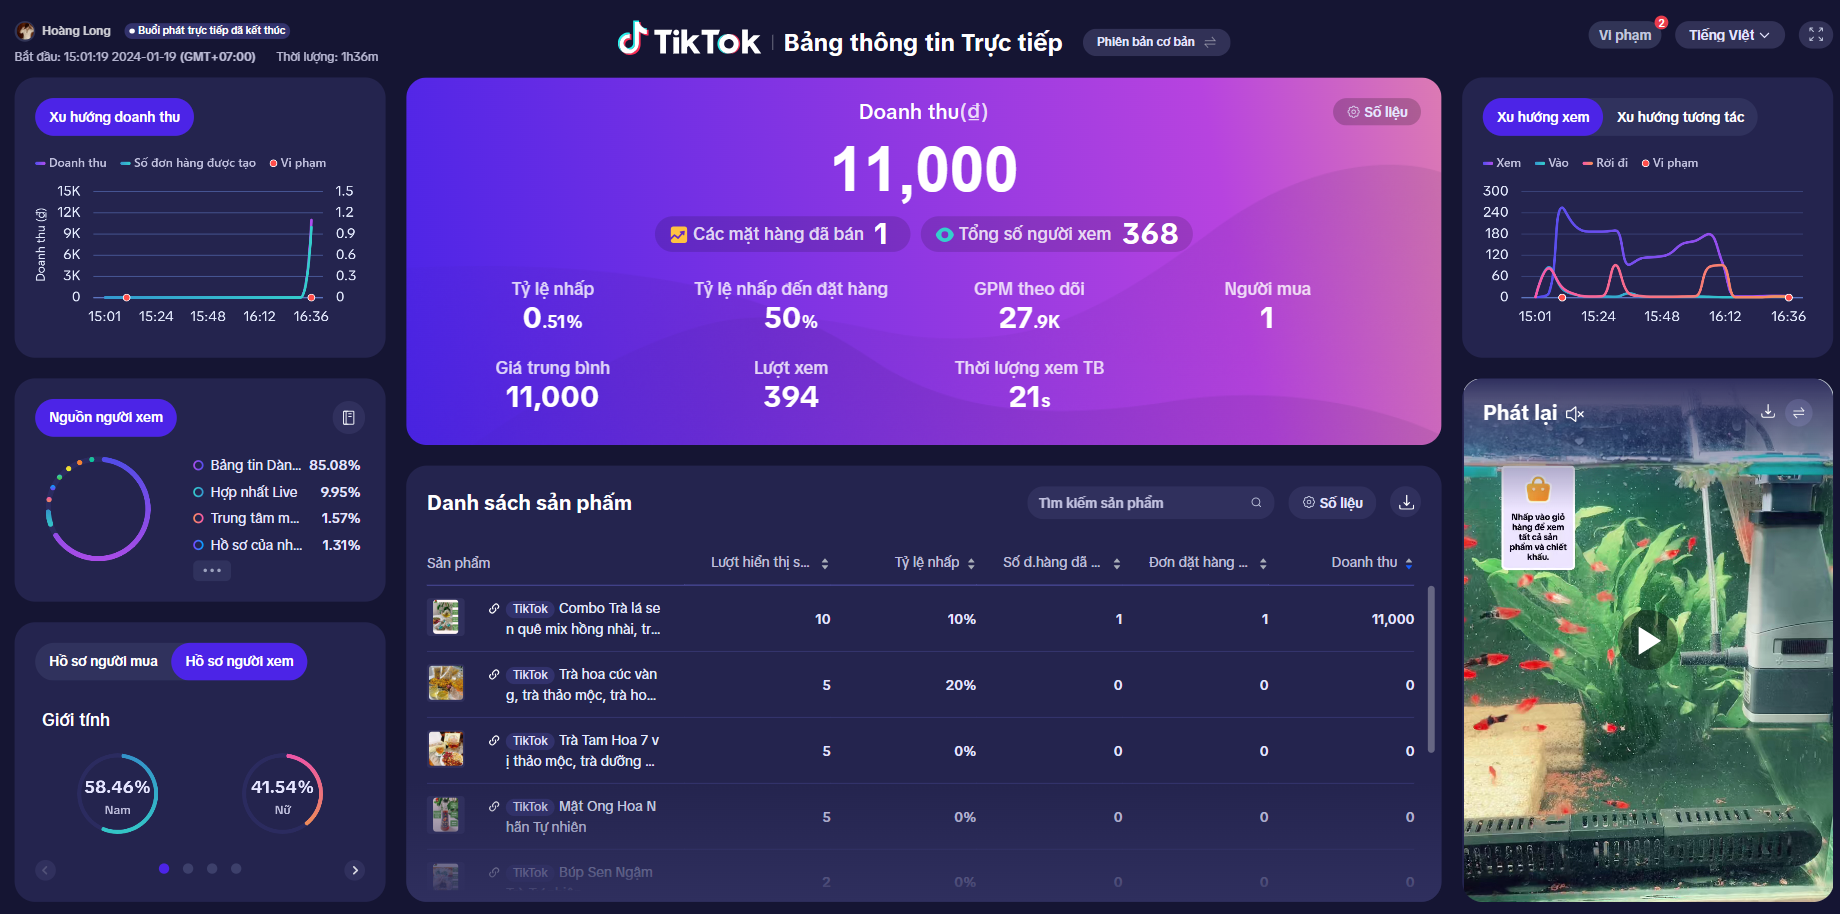 Hoàng Long
Buổi phát trực tiếp đã kết thúc
Bắt đầu: 15:01:19 2024-01-19 (GMT+07:00) Thời lượng: 1h36m
TikTok
Bảng thông tin Trực tiếp
Phiên bản cơ bản
Vi phạm
2
Tiếng Việt
Xu hướng doanh thu
Doanh thu
Số đơn hàng được tạo
Vi phạm
Doanh thu (₫)
15K 1.5
12K 1.2
9K 0.9
6K 0.6
3K 0.3
0 0
15:01 15:24 15:48 16:12 16:36
Nguồn người xem
Bảng tin Dàn... 85.08%
Hợp nhất Live 9.95%
Trung tâm m... 1.57%
Hồ sơ của nh... 1.31%
Hồ sơ người mua
Hồ sơ người xem
Giới tính
58.46%
Nam
41.54%
Nữ
Doanh thu(₫)
Số liệu
11,000
Các mặt hàng đã bán 1
Tổng số người xem 368
Tỷ lệ nhấp
0.51%
Tỷ lệ nhấp đến đặt hàng
50%
GPM theo dõi
27.9K
Người mua
1
Giá trung bình
11,000
Lượt xem
394
Thời lượng xem TB
21s
Danh sách sản phẩm
Tìm kiếm sản phẩm
Số liệu
Sản phẩm Lượt hiển thị s... Tỷ lệ nhấp Số d.hàng đã ... Đơn đặt hàng ... Doanh thu
TikTok Combo Trà lá se
n quê mix hồng nhài, tr...
10 10% 1 1 11,000
TikTok Trà hoa cúc vàn
g, trà thảo mộc, trà ho...
5 20% 0 0 0
TikTok Trà Tam Hoa 7 v
ị thảo mộc, trà dưỡng ...
5 0% 0 0 0
TikTok Mật Ong Hoa N
hãn Tự nhiên
5 0% 0 0 0
TikTok Búp Sen Ngậm
2 0% 0 0 0
Xu hướng xem
Xu hướng tương tác
Xem
Vào
Rời đi
Vi phạm
300
240
180
120
60
0
15:01 15:24 15:48 16:12 16:36
Phát lại
Nhấp vào giỏ
hàng để xem
tất cả sản
phẩm và chiết
khấu.